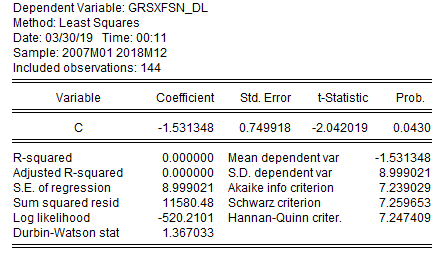 Dependent Variable: GRSXFSN_DL
Method: Least Squares
Date: 03/30/19 Time: 00:11
Sample: 2007M01 2018M12
Included observations: 144
Variable Coefficient Std. Error t-Statistic Prob.
C -1.531348 0.749918 -2.042019 0.0430
R-squared 0.000000 Mean dependent var -1.531348
Adjusted R-squared 0.000000 S.D. dependent var 8.999021
S.E. of regression 8.999021 Akaike info criterion 7.239029
Sum squared resid 11580.48 Schwarz criterion 7.259653
Log likelihood -520.2101 Hannan-Quinn criter. 7.247409
Durbin-Watson stat 1.367033